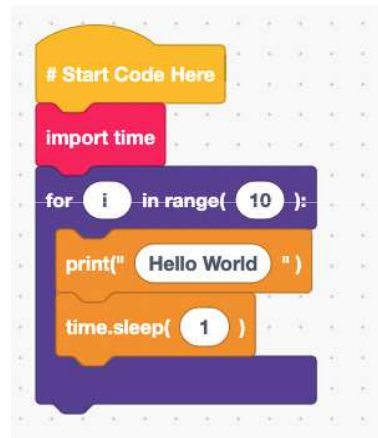 # Start Code Here
import time
for i in range( 10 ):
print(" Hello World ")
time.sleep( 1 )